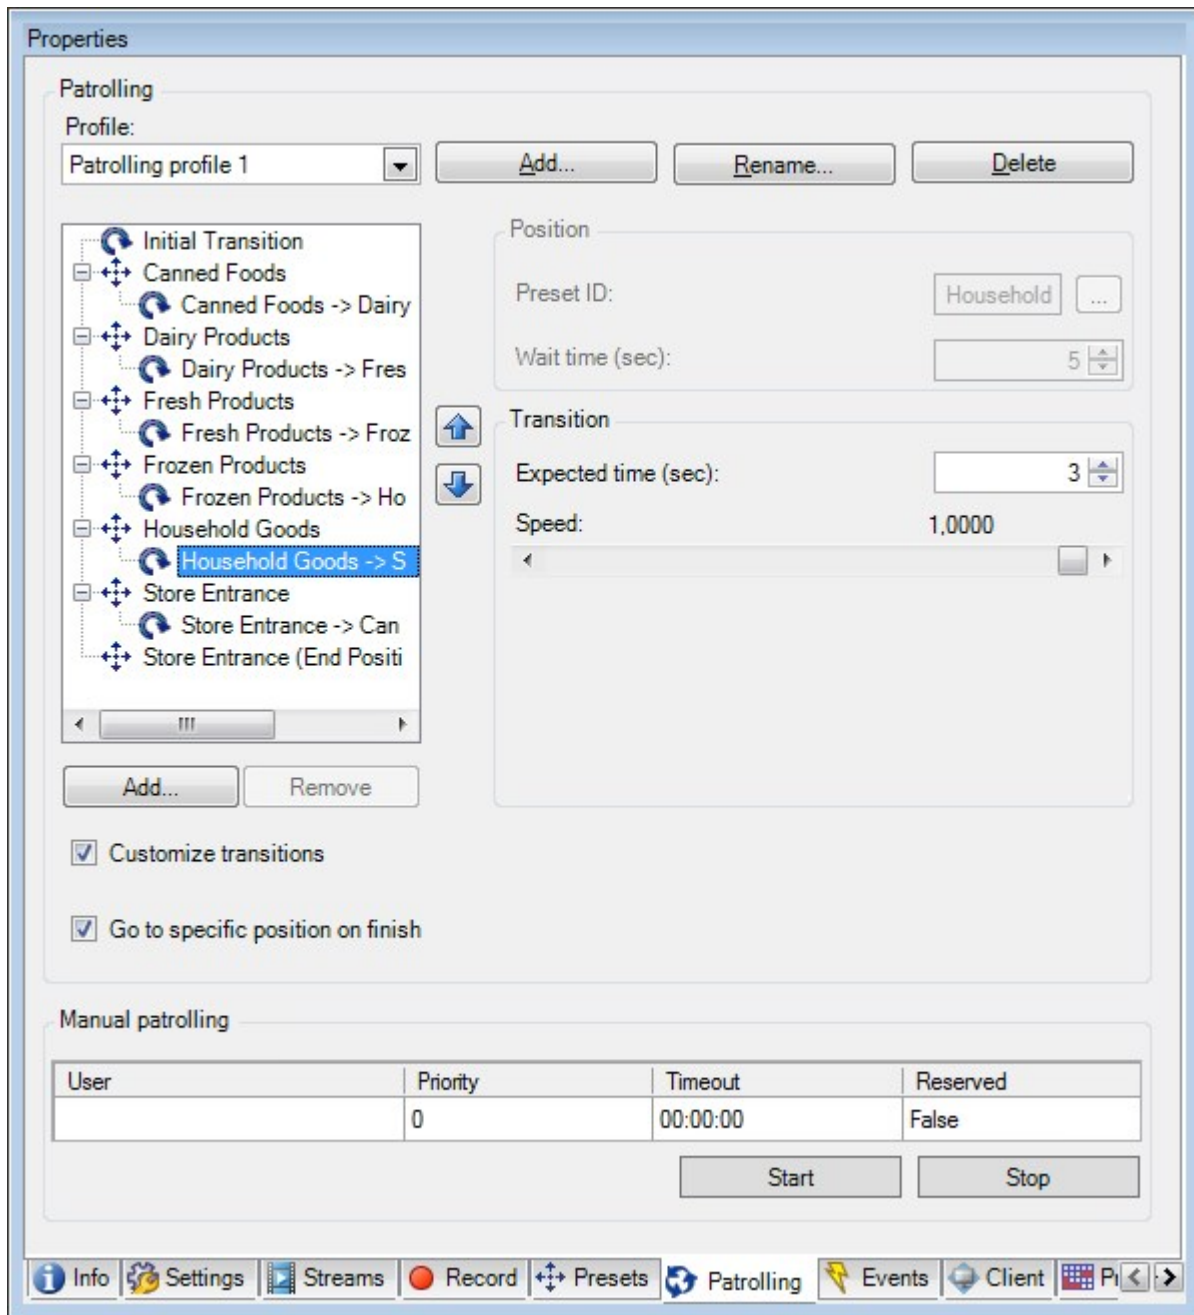 Properties
Patrolling
Profile:
Patrolling profile 1
Add...
Rename...
Delete
Initial Transition
Canned Foods
Canned Foods -> Dairy
Dairy Products
Dairy Products -> Fres
Fresh Products
Fresh Products -> Froz
Frozen Products
Frozen Products -> Ho
Household Goods
Household Goods -> S
Store Entrance
Store Entrance -> Can
Store Entrance (End Positi
Position
Preset ID:
Household
...
Wait time (sec):
5
Transition
Expected time (sec):
3
Speed:
1,0000
Add...
Remove
Customize transitions
Go to specific position on finish
Manual patrolling
User Priority Timeout Reserved
0 00:00:00 False
Start
Stop
Info Settings Streams Record Presets Patrolling Events Client